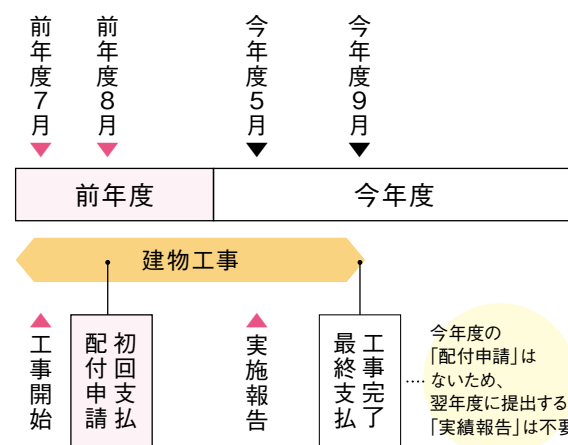 前年度7月
前年度8月
今年度5月
今年度9月
前年度
今年度
建物工事
工事開始
初回支払
配付申請
実施報告
工事完了
最終支払
今年度の
「配付申請」は
ないため、
翌年度に提出する
「実績報告」は不要